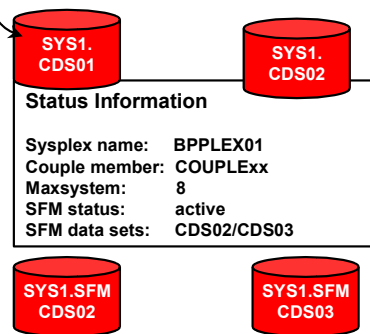 SYS1.
CDS01
SYS1.
CDS02
Status Information
Sysplex name: BPPLEX01
Couple member: COUPLExx
Maxsystem: 8
SFM status: active
SFM data sets: CDS02/CDS03
SYS1.SFM
CDS02
SYS1.SFM
CDS03